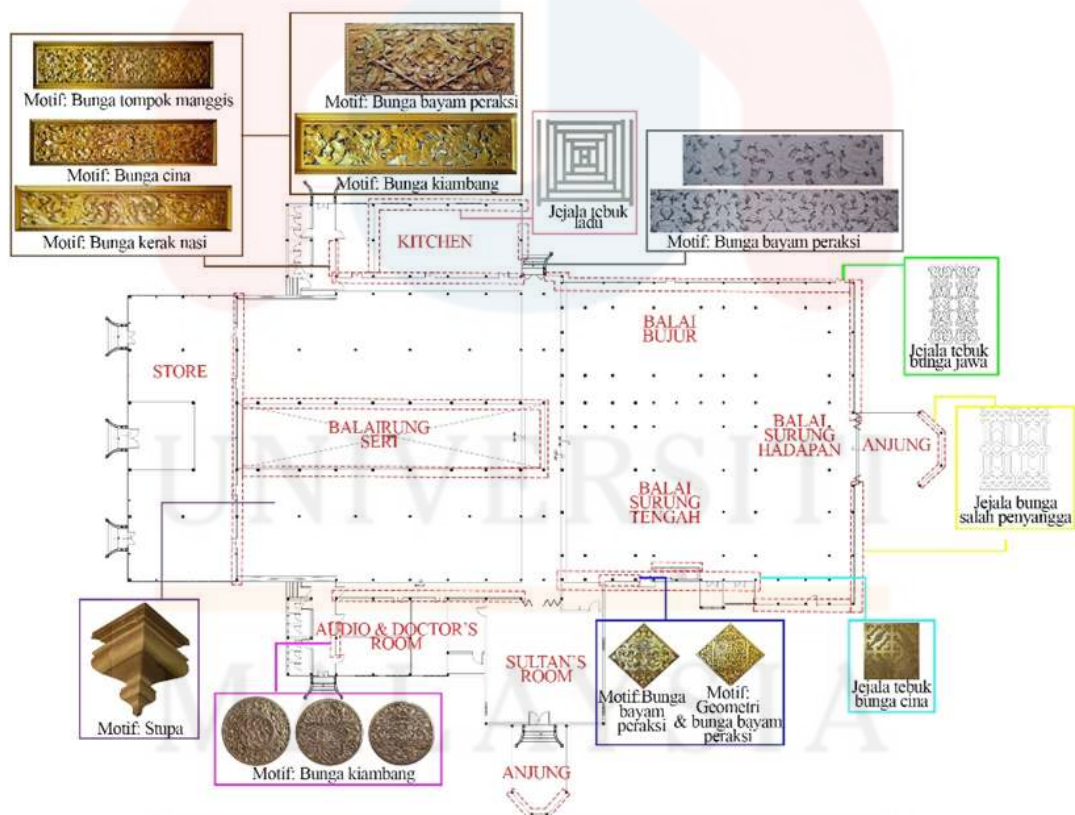 Motif: Bunga tompok manggis
Motif: Bunga cina
Motif: Bunga kerak nasi
Motif: Bunga bayam peraksi
Motif: Bunga kiambang
Jejala tebuk
ladu
Motif: Bunga bayam peraksi
KITCHEN
STORE
BALAI
BUJUR
Jejala tebuk
bunga jawa
BALAIRUNG
SERI
BALAI
SURUNG
HADAPAN
ANJUNG
BALAI
SURUNG
TENGAH
Jejala bunga
salah penyangga
UNIVERSITI
AUDIO & DOCTOR'S
ROOM
SULTAN'S
ROOM
Motif: Stupa
Motif: Bunga kiambang
Motif:Bunga
bayam
peraksi
Motif:
Geometri
& bunga bayam
peraksi
Jejala tebuk
bunga cina
ANJUNG
MALAYSIA